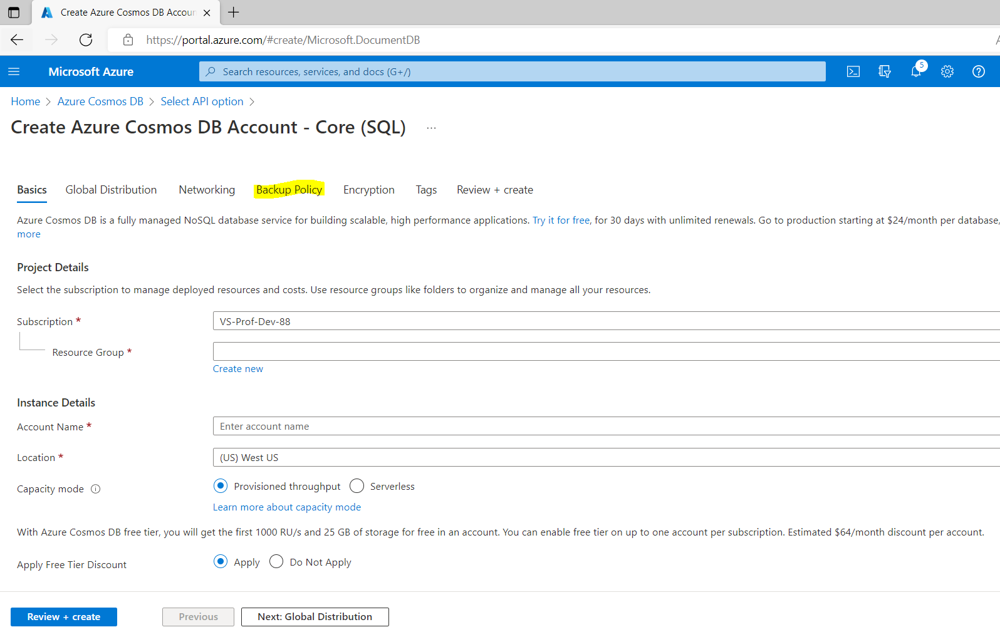 Create Azure Cosmos DB Accoun
https://portal.azure.com/#create/Microsoft.DocumentDB
Microsoft Azure
Search resources, services, and docs (G+/)
5
Home > Azure Cosmos DB > Select API option >
Create Azure Cosmos DB Account - Core (SQL) ...
Basics Global Distribution Networking Backup Policy Encryption Tags Review + create
Azure Cosmos DB is a fully managed NoSQL database service for building scalable, high performance applications. Try it for free, for 30 days with unlimited renewals. Go to production starting at $24/month per database,
more
Project Details
Select the subscription to manage deployed resources and costs. Use resource groups like folders to organize and manage all your resources.
Subscription * VS-Prof-Dev-88
Resource Group *
Create new
Instance Details
Account Name * Enter account name
Location * (US) West US
Capacity mode Provisioned throughput Serverless
Learn more about capacity mode
With Azure Cosmos DB free tier, you will get the first 1000 RU/s and 25 GB of storage for free in an account. You can enable free tier on up to one account per subscription. Estimated $64/month discount per account.
Apply Free Tier Discount Apply Do Not Apply
Review + create Previous Next: Global Distribution